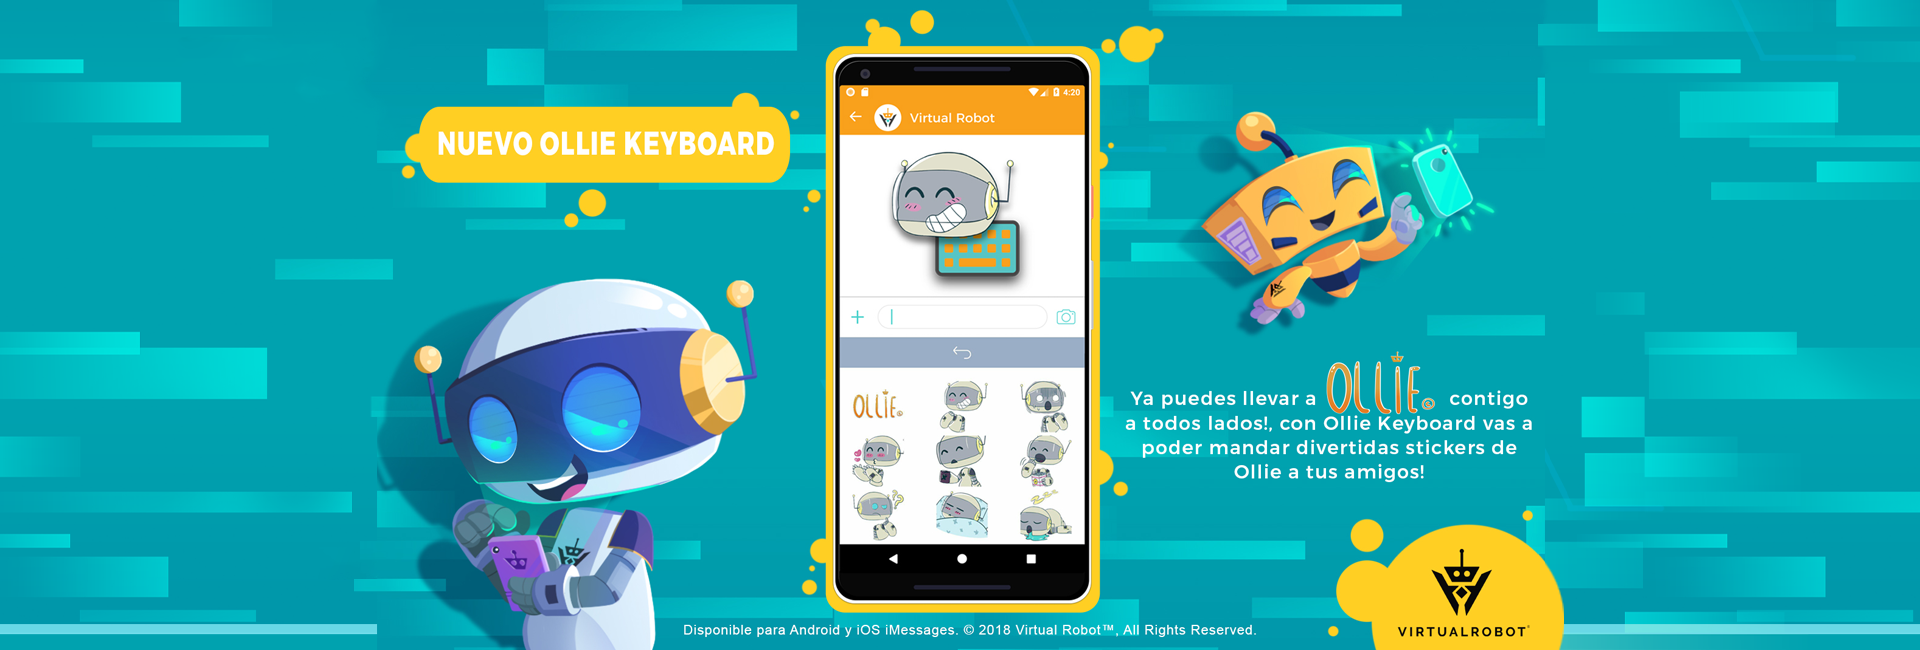 NUEVO OLLIE KEYBOARD
4:20
Virtual Robot
OLLIE
Ya puedes llevar a OLLIE contigo
a todos lados!, con Ollie Keyboard vas a
poder mandar divertidas stickers de
Ollie a tus amigos!
VIRTUALROBOT
Disponible para Android y iOS iMessages. © 2018 Virtual Robot™, All Rights Reserved.